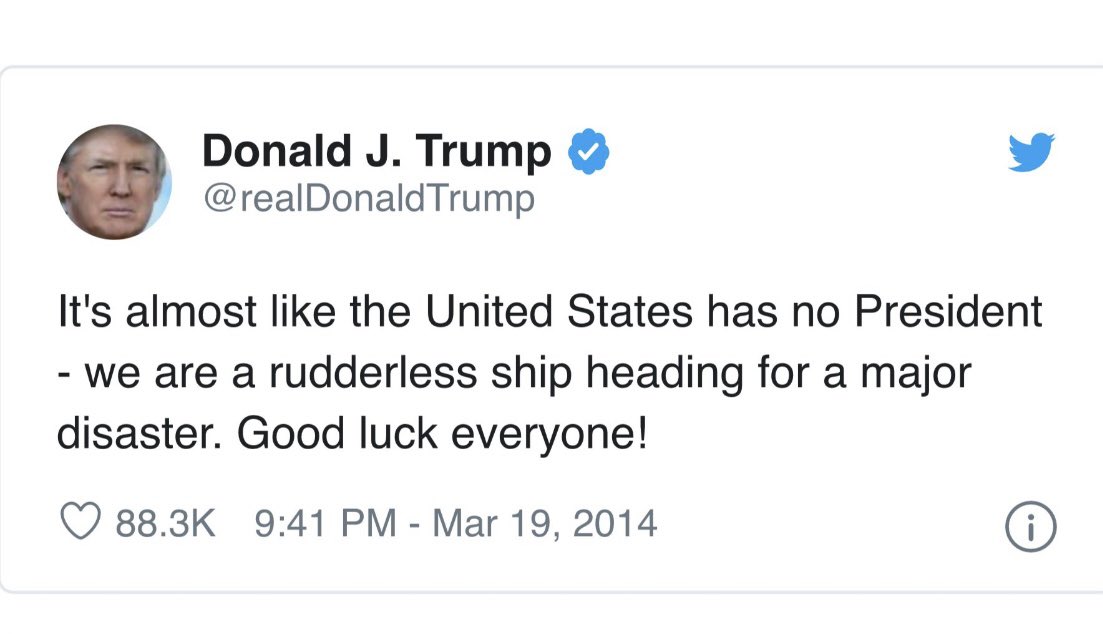 Donald J. Trump
@realDonaldTrump
It's almost like the United States has no President
- we are a rudderless ship heading for a major
disaster. Good luck everyone!
88.3K 9:41 PM - Mar 19, 2014